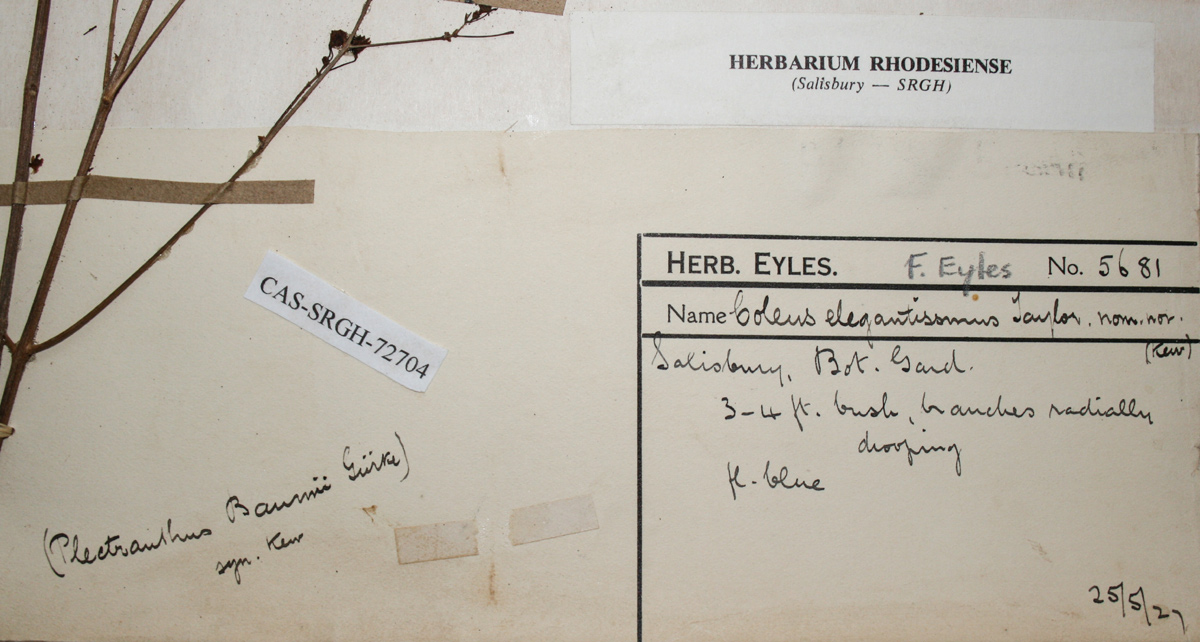 HERBARIUM RHODESIENSE
(Salisbury — SRGH)
HERB. EYLES. F. Eyles No. 5681
Name Coleus elegantissimus Taylor. nom. nov.
(Kew)
Salisbury, Bot. Gard.
3-4 ft. bush, branches radially
drooping
fl. blue
25/5/27
CAS-SRGH-72704
(Plectranthus Baumii Gürke)
syn. Kew